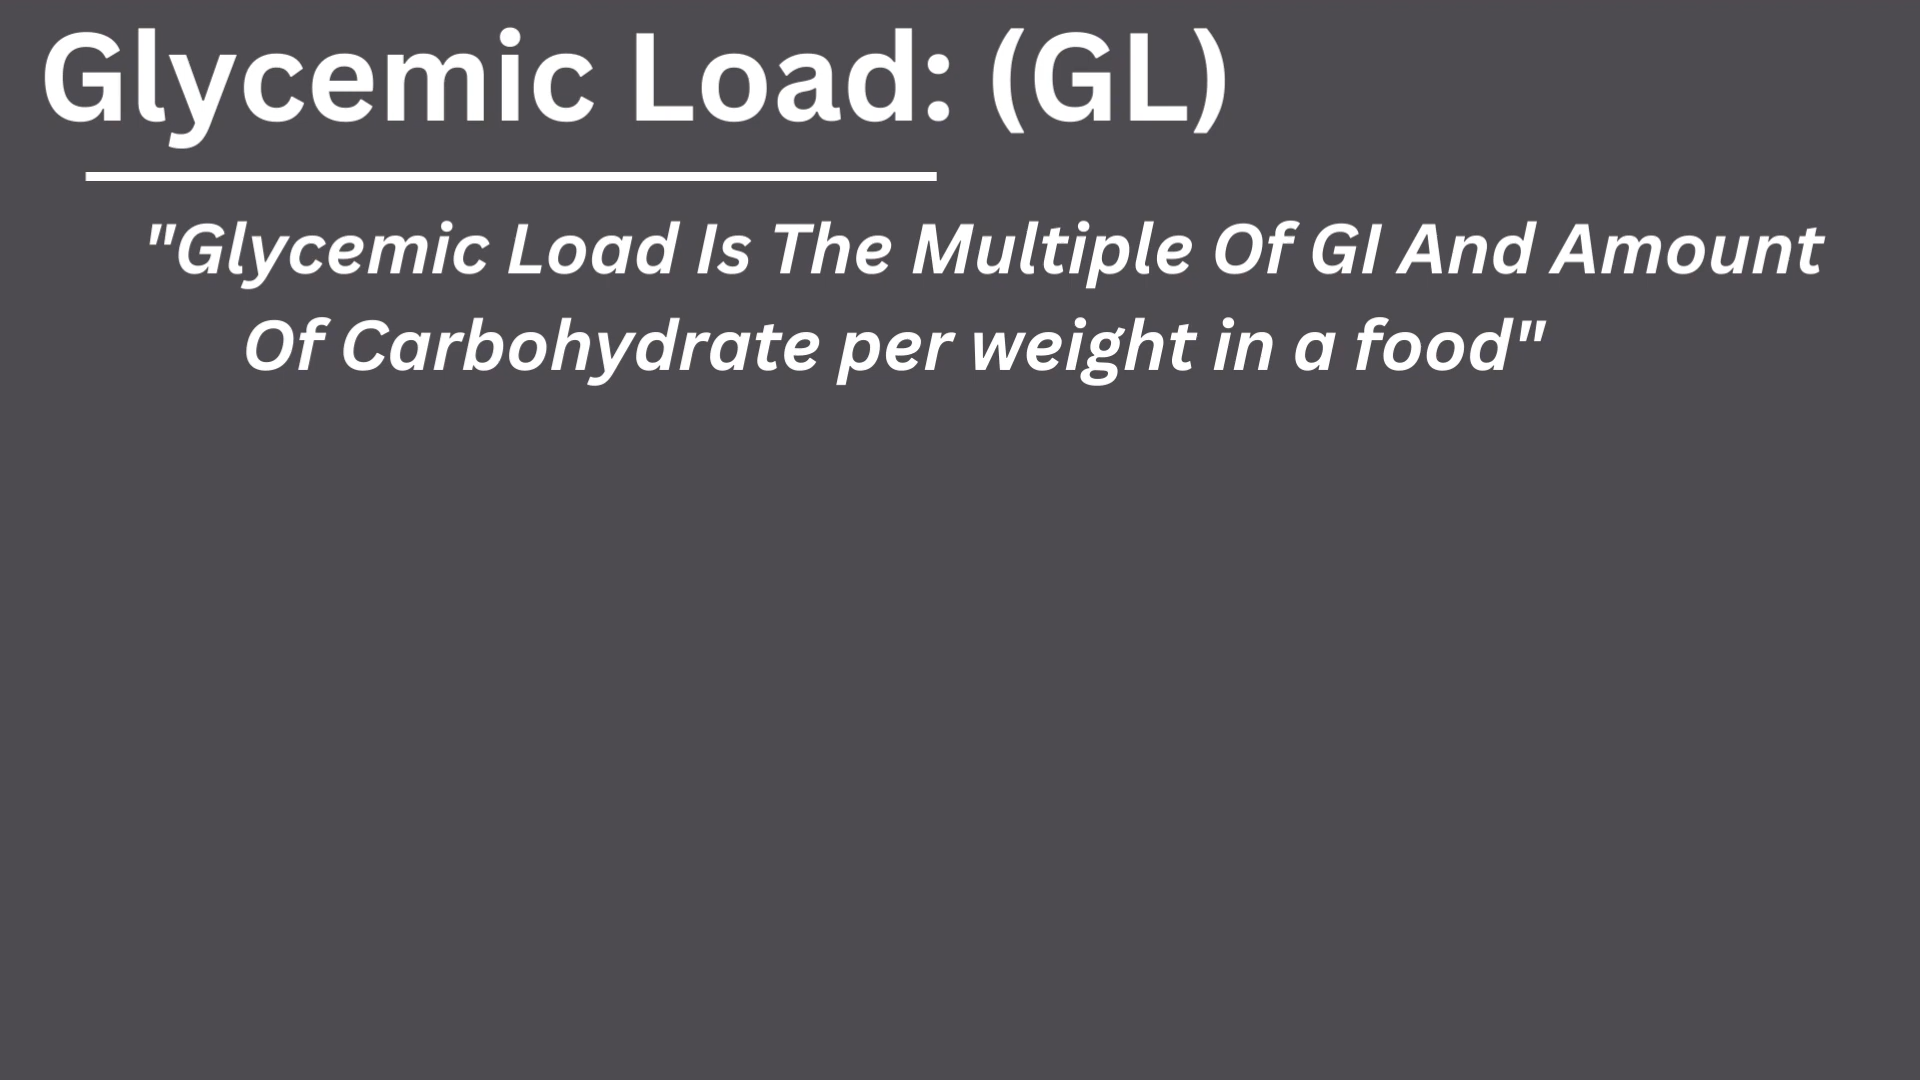 Glycemic Load: (GL)
"Glycemic Load Is The Multiple Of GI And Amount
Of Carbohydrate per weight in a food"